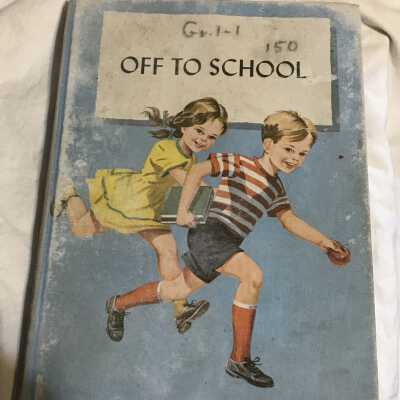 Gr. 1-1
150
OFF TO SCHOOL